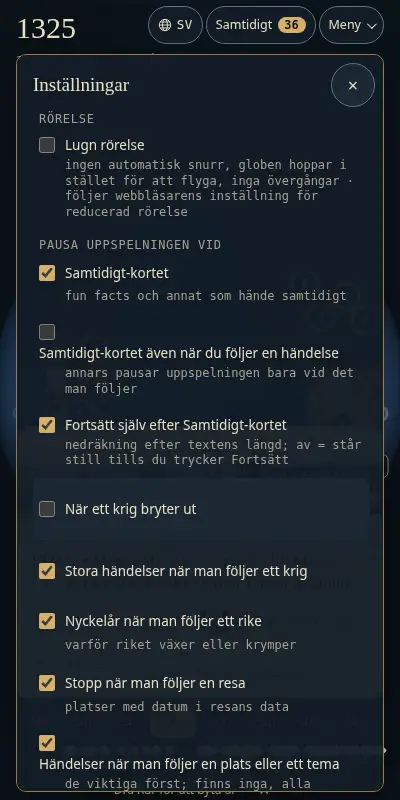 1325
SV
Samtidigt 36
Meny
Inställningar
×
RÖRELSE
Lugn rörelse
ingen automatisk snurr, globen hoppar i
stället för att flyga, inga övergångar ·
följer webbläsarens inställning för
reducerad rörelse
PAUSA UPPSPELNINGEN VID
Samtidigt-kortet
fun facts och annat som hände samtidigt
Samtidigt-kortet även när du följer en händelse
annars pausar uppspelningen bara vid det
man följer
Fortsätt själv efter Samtidigt-kortet
nedräkning efter textens längd; av = står
still tills du trycker Fortsätt
När ett krig bryter ut
Stora händelser när man följer ett krig
Nyckelår när man följer ett rike
varför riket växer eller krymper
Stopp när man följer en resa
platser med datum i resans data
Händelser när man följer en plats eller ett tema
de viktiga först; finns inga, alla